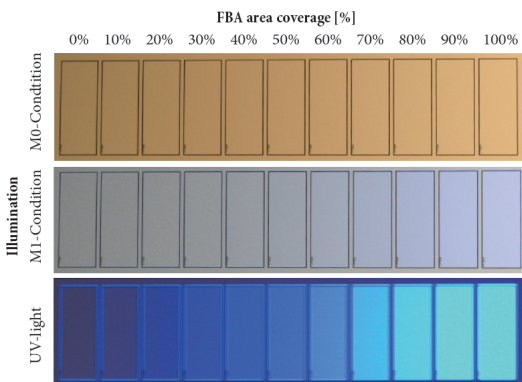 FBA area coverage [%]
0% 10% 20% 30% 40% 50% 60% 70% 80% 90% 100%
Illumination
M0-Condtition
M1-Condition
UV-light